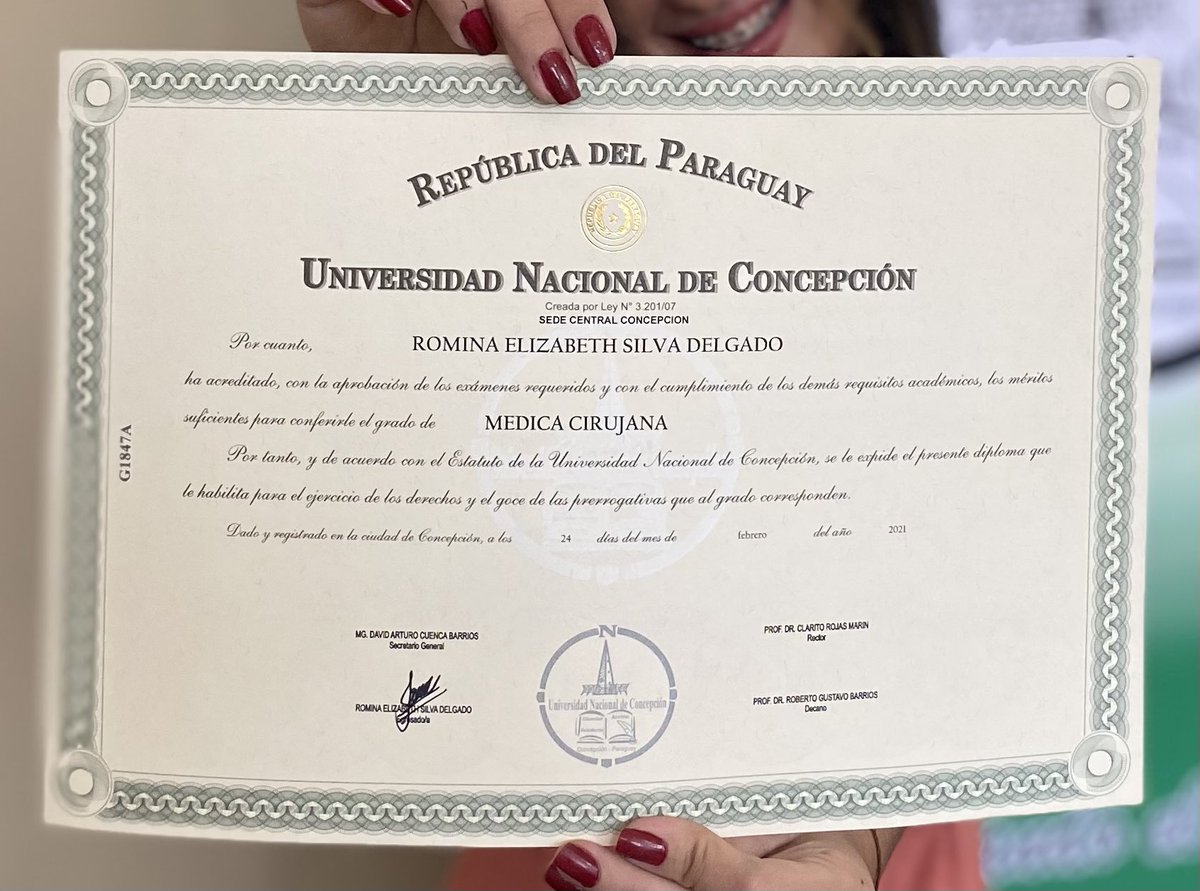 REPÚBLICA DEL PARAGUAY
UNIVERSIDAD NACIONAL DE CONCEPCIÓN
Creada por Ley N° 3.201/07
SEDE CENTRAL CONCEPCION
Por cuanto, ROMINA ELIZABETH SILVA DELGADO
ha acreditado, con la aprobación de los exámenes requeridos y con el cumplimiento de los demás requisitos académicos, los méritos
suficientes para conferirle el grado de MEDICA CIRUJANA
Por tanto, y de acuerdo con el Estatuto de la Universidad Nacional de Concepción, se le expide el presente diploma que
le habilita para el ejercicio de los derechos y el goce de las prerrogativas que al grado corresponden.
Dado y registrado en la ciudad de Concepción, a los 24 días del mes de febrero del año 2021
G1847A
MG. DAVID ARTURO CUENCA BARRIOS
Secretario General
PROF. DR. CLARITO ROJAS MARIN
Rector
ROMINA ELIZABETH SILVA DELGADO
PROF. DR. ROBERTO GUSTAVO BARRIOS
Decano
N
Universidad Nacional de Concepción
Concepción - Paraguay